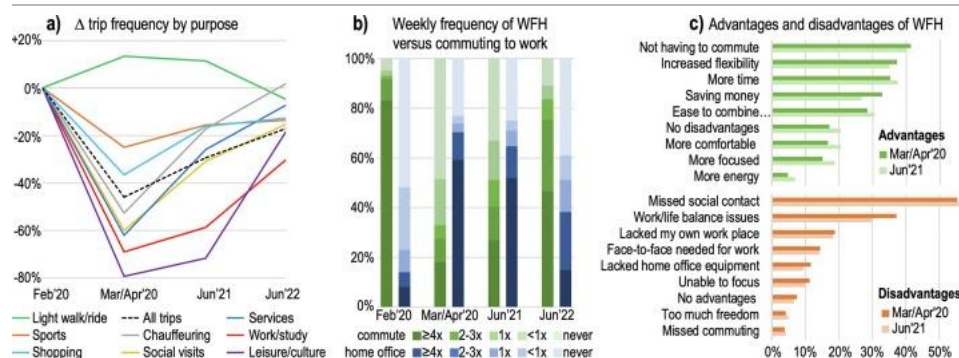 a) Δ trip frequency by purpose
+20%
0%
-20%
-40%
-60%
-80%
Feb'20 Mar/Apr'20 Jun'21 Jun'22
Light walk/ride All trips Services
Sports Chauffeuring Work/study
Shopping Social visits Leisure/culture
b) Weekly frequency of WFH
versus commuting to work
100%
80%
60%
40%
20%
0%
Feb'20 Mar/Apr'20 Jun'21 Jun'22
commute ≥4x 2-3x 1x <1x never
home office ≥4x 2-3x 1x <1x never
c) Advantages and disadvantages of WFH
Not having to commute
Increased flexibility
More time
Saving money
Ease to combine…
No disadvantages
More comfortable
More focused
More energy
Advantages
Mar/Apr'20
Jun'21
Missed social contact
Work/life balance issues
Lacked my own work place
Face-to-face needed for work
Lacked home office equipment
Unable to focus
No advantages
Too much freedom
Missed commuting
Disadvantages
Mar/Apr'20
Jun'21
0% 10% 20% 30% 40% 50%